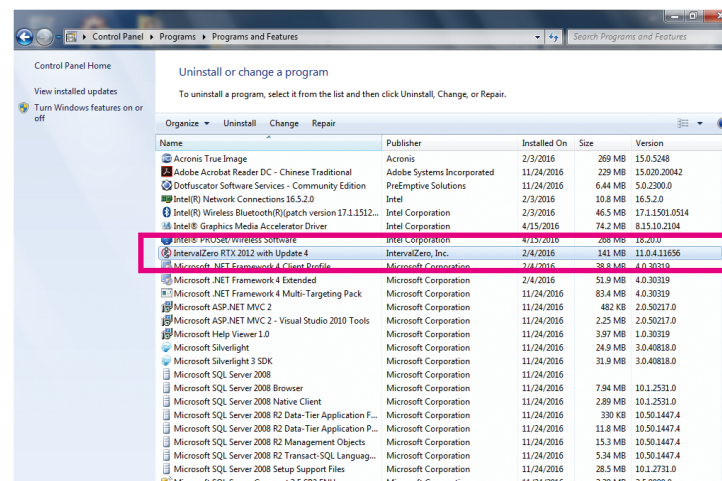 Control Panel ▸ Programs ▸ Programs and Features
Search Programs and Features
Control Panel Home
View installed updates
Turn Windows features on or off
Uninstall or change a program
To uninstall a program, select it from the list and then click Uninstall, Change, or Repair.
Organize Uninstall Change Repair
Name Publisher Installed On Size Version
Acronis True Image Acronis 2/3/2016 269 MB 15.0.5248
Adobe Acrobat Reader DC - Chinese Traditional Adobe Systems Incorporated 11/24/2016 229 MB 15.020.20042
Dotfuscator Software Services - Community Edition PreEmptive Solutions 11/24/2016 6.44 MB 5.0.2300.0
Intel(R) Network Connections 16.5.2.0 Intel 2/3/2016 10.8 MB 16.5.2.0
Intel(R) Wireless Bluetooth(R)(patch version 17.1.1512... Intel Corporation 2/3/2016 46.5 MB 17.1.1501.0514
Intel® Graphics Media Accelerator Driver Intel Corporation 4/15/2016 74.2 MB 8.15.10.2104
Intel® PROSet/Wireless Software Intel Corporation 4/15/2016 268 MB 18.20.0
IntervalZero RTX 2012 with Update 4 IntervalZero, Inc. 2/4/2016 141 MB 11.0.4.11656
Microsoft .NET Framework 4 Client Profile Microsoft Corporation 2/4/2016 38.8 MB 4.0.30319
Microsoft .NET Framework 4 Extended Microsoft Corporation 2/4/2016 51.9 MB 4.0.30319
Microsoft .NET Framework 4 Multi-Targeting Pack Microsoft Corporation 11/24/2016 83.4 MB 4.0.30319
Microsoft ASP.NET MVC 2 Microsoft Corporation 11/24/2016 482 KB 2.0.50217.0
Microsoft ASP.NET MVC 2 - Visual Studio 2010 Tools Microsoft Corporation 11/24/2016 2.25 MB 2.0.50217.0
Microsoft Help Viewer 1.0 Microsoft Corporation 11/24/2016 3.97 MB 1.0.30319
Microsoft Silverlight Microsoft Corporation 11/24/2016 24.9 MB 3.0.40818.0
Microsoft Silverlight 3 SDK Microsoft Corporation 11/24/2016 31.9 MB 3.0.40818.0
Microsoft SQL Server 2008 Microsoft Corporation 11/24/2016
Microsoft SQL Server 2008 Browser Microsoft Corporation 11/24/2016 7.94 MB 10.1.2531.0
Microsoft SQL Server 2008 Native Client Microsoft Corporation 11/24/2016 2.89 MB 10.1.2531.0
Microsoft SQL Server 2008 R2 Data-Tier Application F... Microsoft Corporation 11/24/2016 330 KB 10.50.1447.4
Microsoft SQL Server 2008 R2 Data-Tier Application P... Microsoft Corporation 11/24/2016 11.8 MB 10.50.1447.4
Microsoft SQL Server 2008 R2 Management Objects Microsoft Corporation 11/24/2016 15.3 MB 10.50.1447.4
Microsoft SQL Server 2008 R2 Transact-SQL Languag... Microsoft Corporation 11/24/2016 5.34 MB 10.50.1447.4
Microsoft SQL Server 2008 Setup Support Files Microsoft Corporation 11/24/2016 28.5 MB 10.1.2731.0